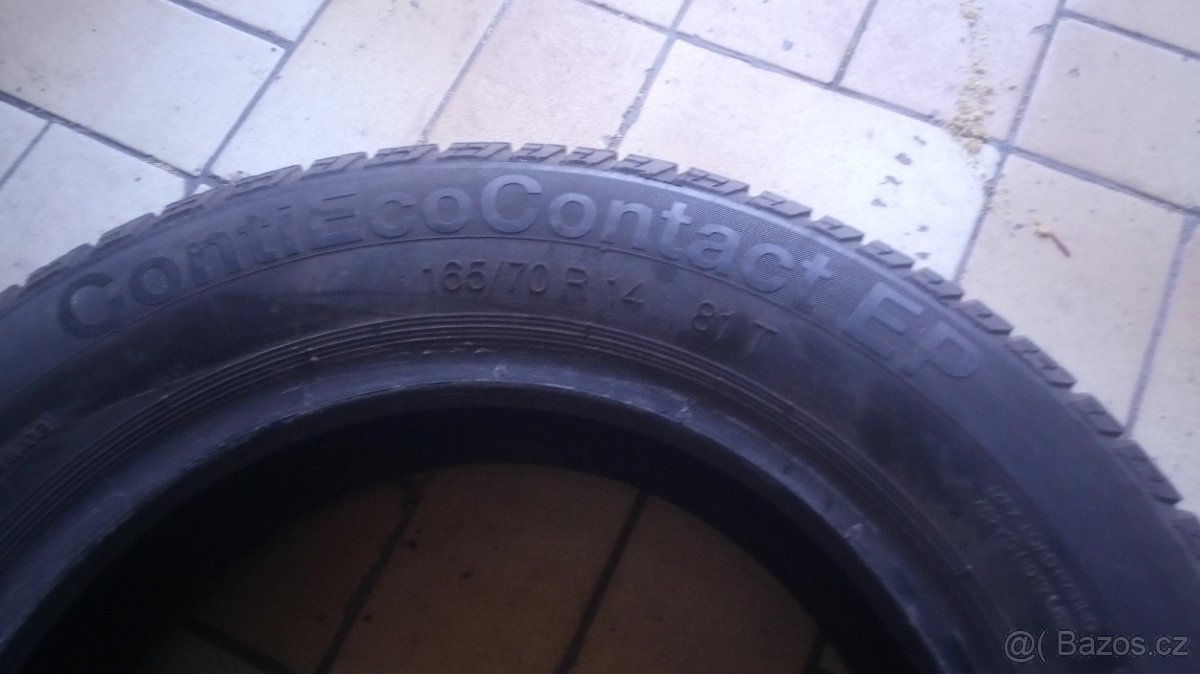 ContiEcoContact EP
165/70 R 14 81 T
@( Bazos.cz